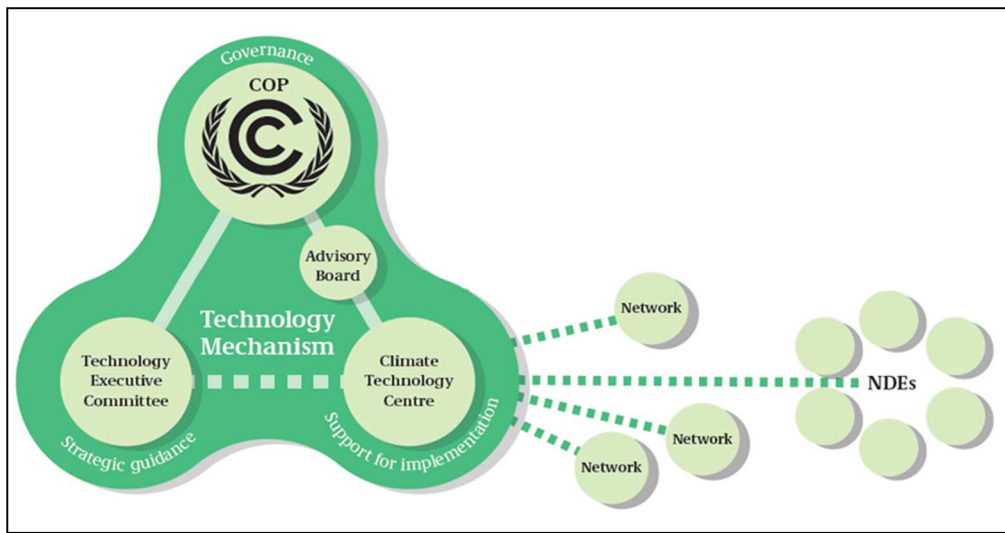 Governance
COP
Advisory
Board
Technology
Mechanism
Technology
Executive
Committee
Climate
Technology
Centre
Strategic guidance
Support for implementation
Network
NDEs
Network
Network